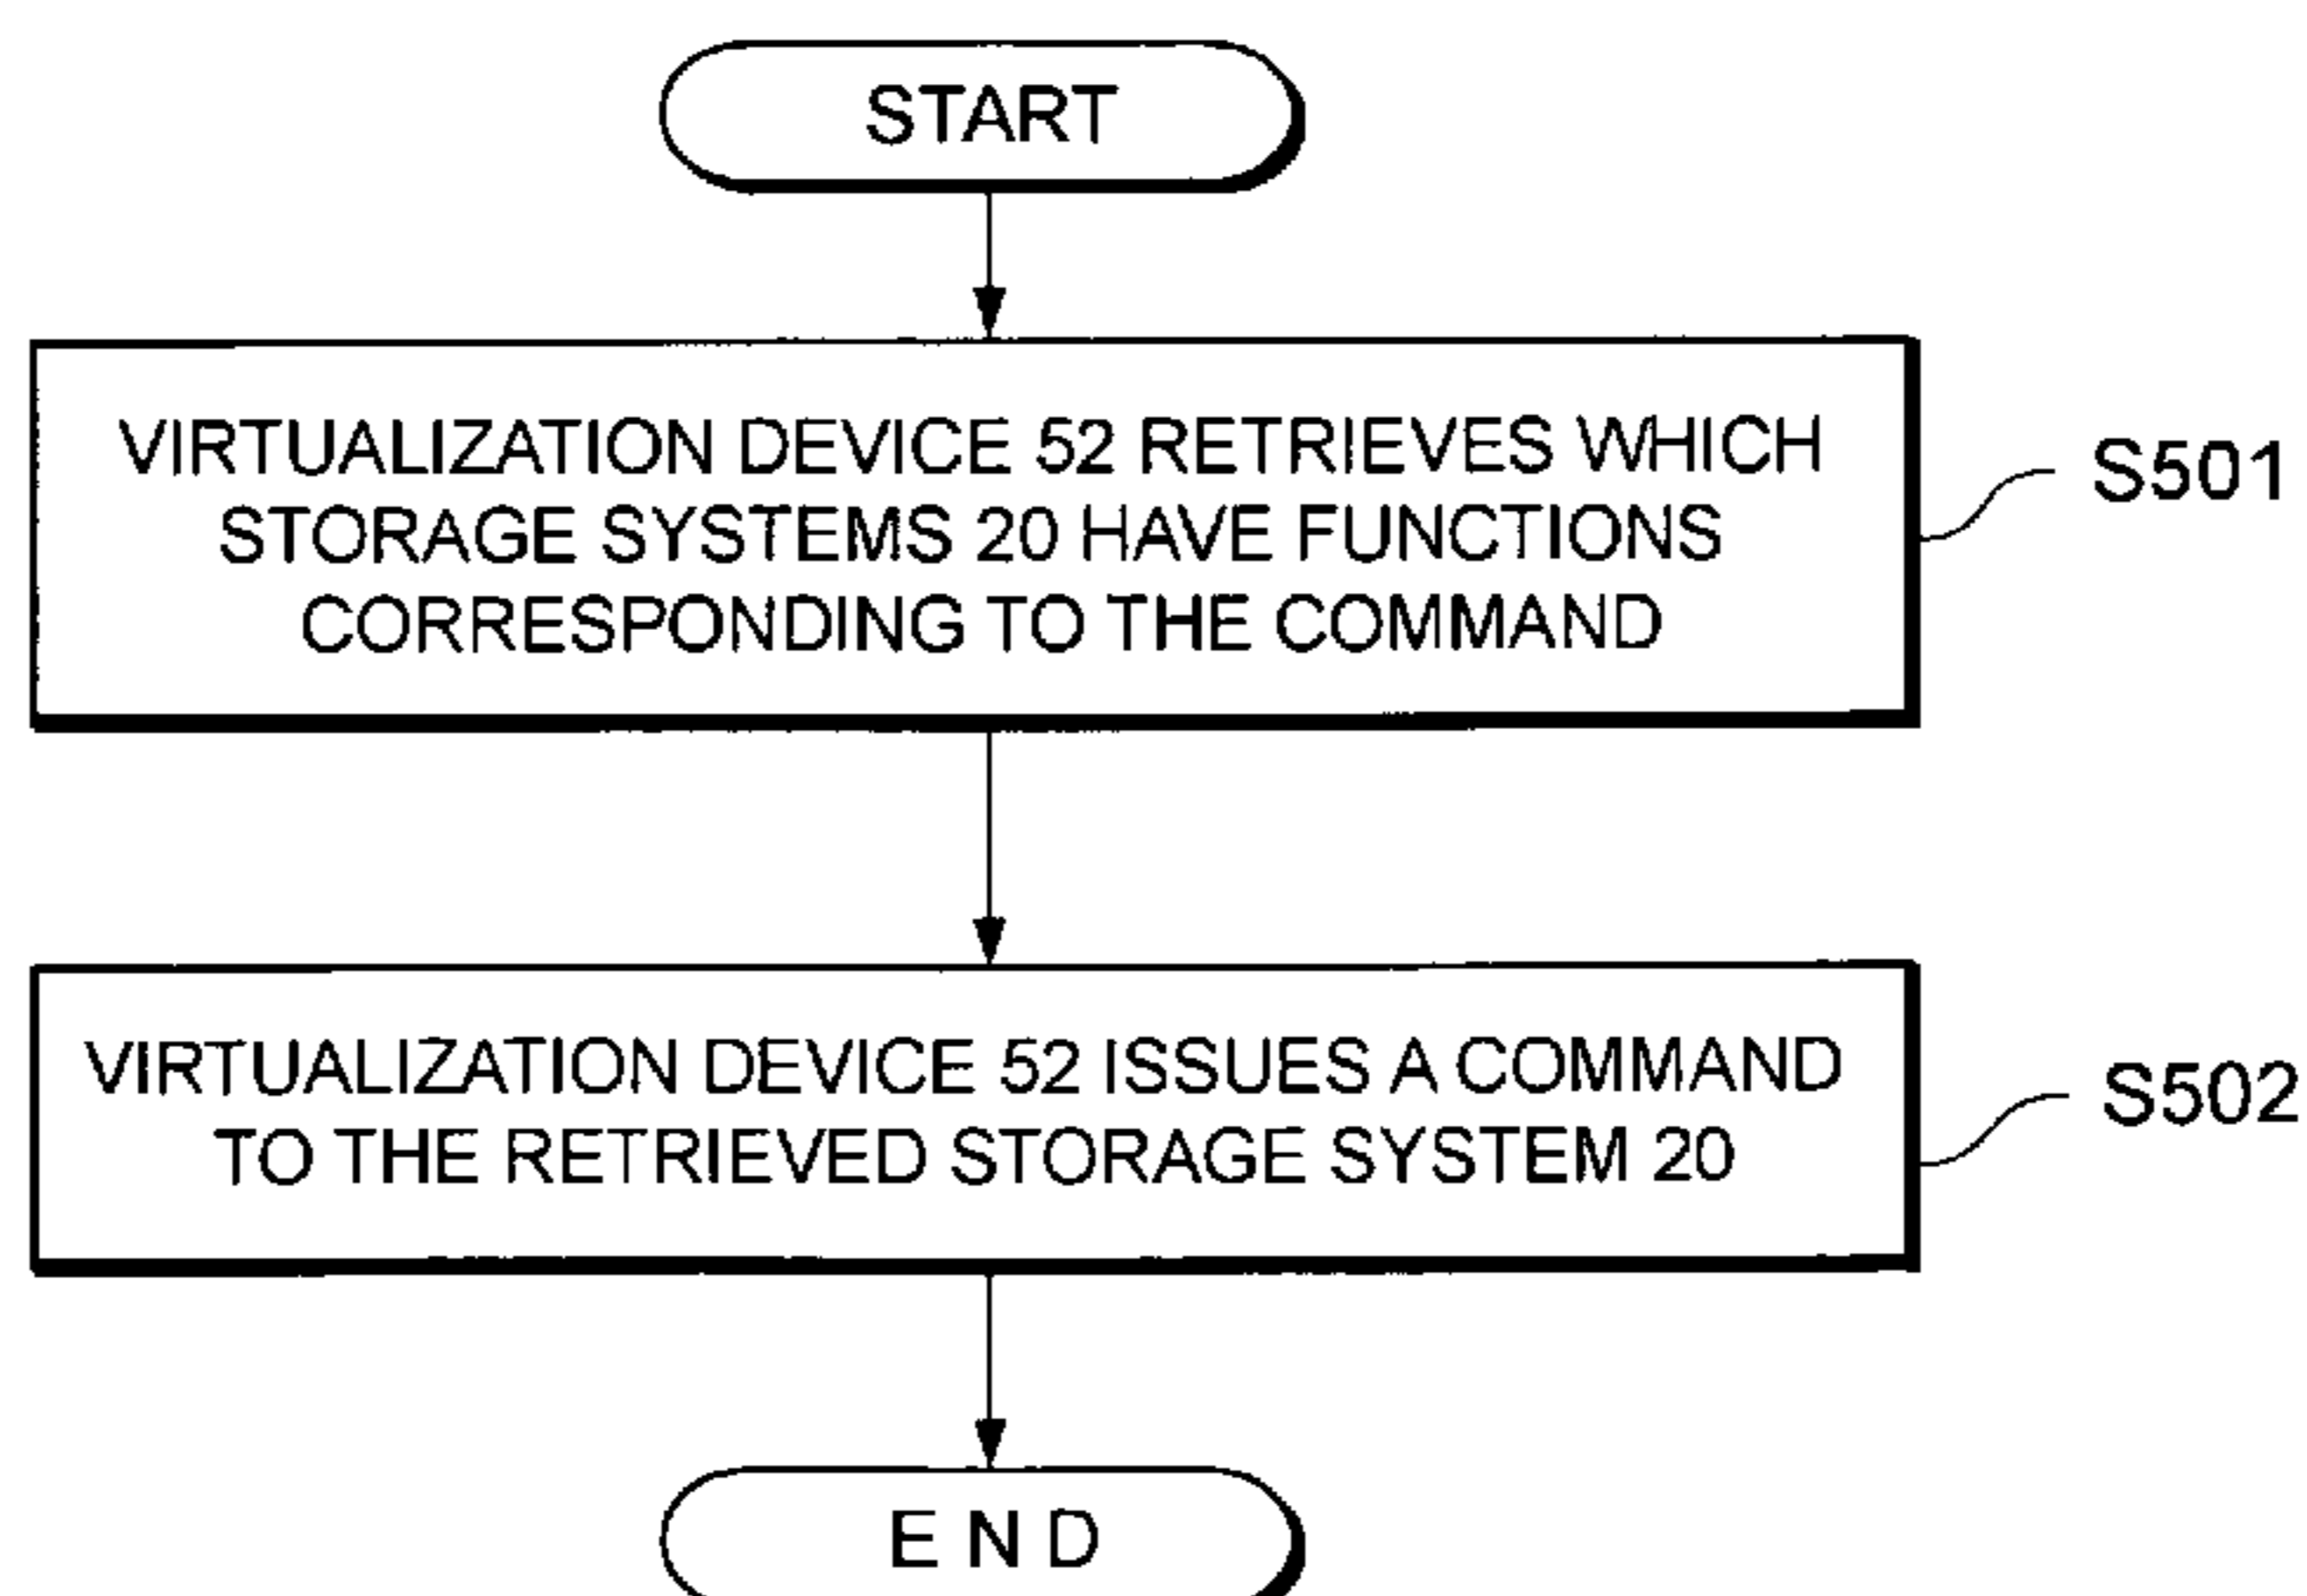 START
VIRTUALIZATION DEVICE 52 RETRIEVES WHICH
STORAGE SYSTEMS 20 HAVE FUNCTIONS
CORRESPONDING TO THE COMMAND
S501
VIRTUALIZATION DEVICE 52 ISSUES A COMMAND
TO THE RETRIEVED STORAGE SYSTEM 20
S502
END